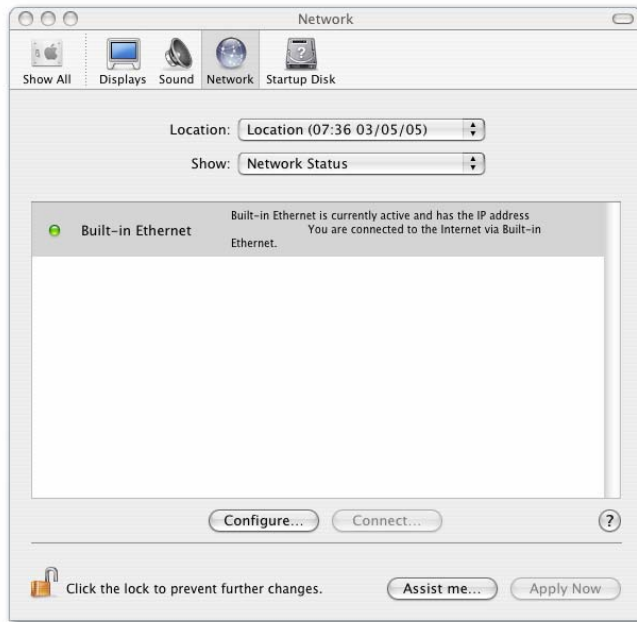 Network
Show All Displays Sound Network Startup Disk
Location: Location (07:36 03/05/05)
Show: Network Status
Built-in Ethernet
Built-in Ethernet is currently active and has the IP address
You are connected to the Internet via Built-in
Ethernet.
Configure... Connect... ?
Click the lock to prevent further changes. Assist me... Apply Now